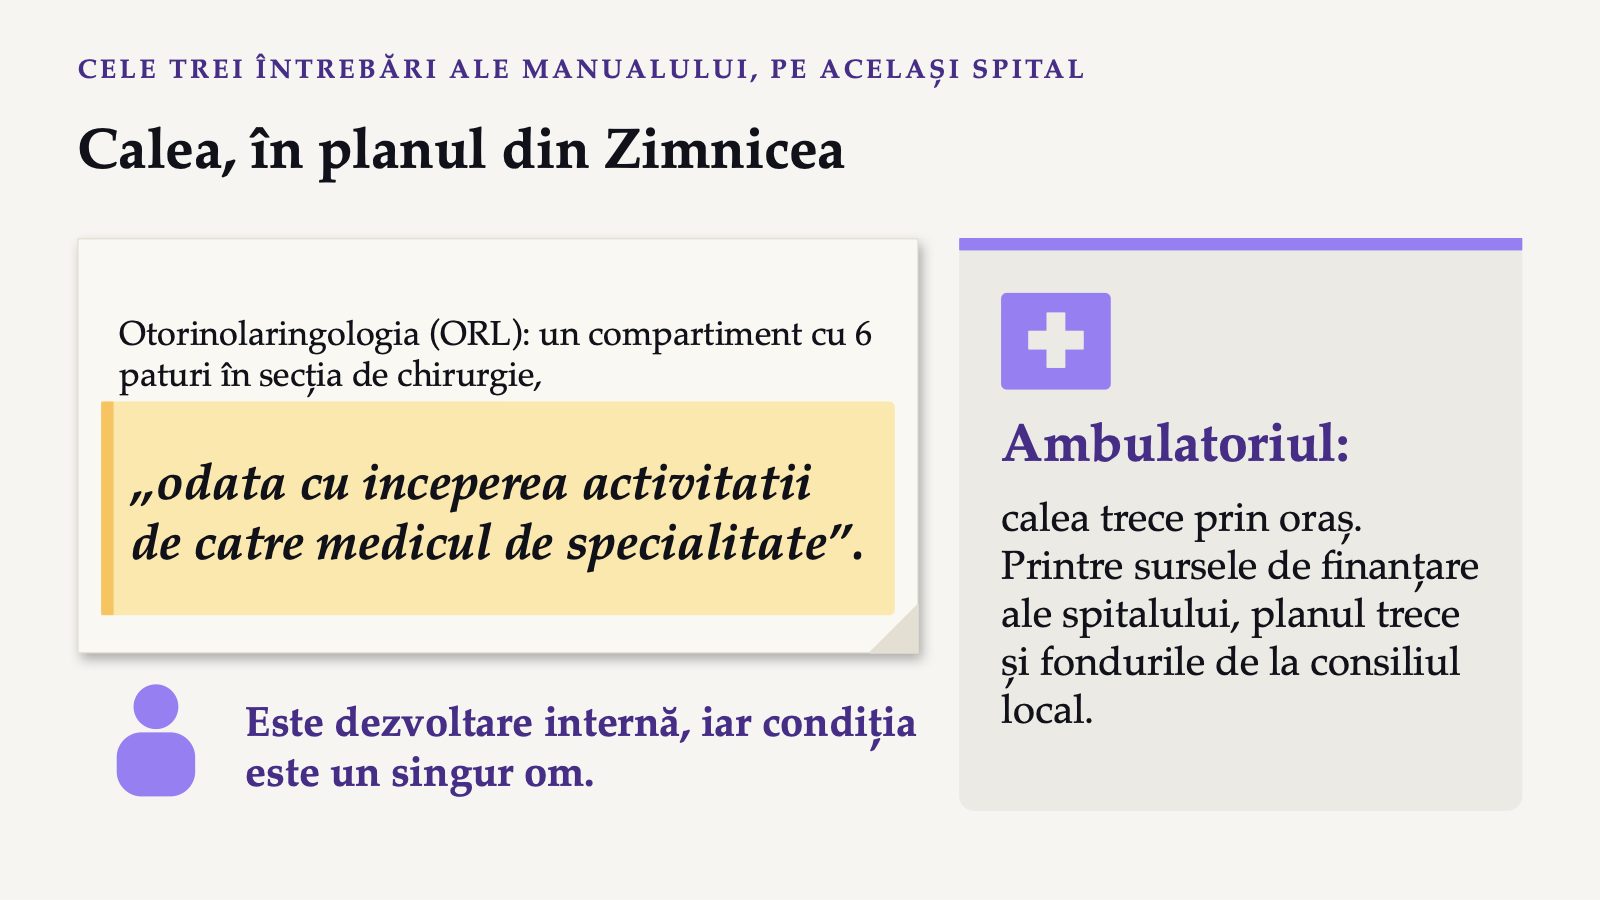 CELE TREI ÎNTREBĂRI ALE MANUALULUI, PE ACELAȘI SPITAL
Calea, în planul din Zimnicea
Otorinolaringologia (ORL): un compartiment cu 6
paturi în secția de chirurgie,
„odata cu inceperea activitatii
de catre medicul de specialitate”.
Este dezvoltare internă, iar condiția
este un singur om.
Ambulatoriul:
calea trece prin oraș.
Printre sursele de finanțare
ale spitalului, planul trece
și fondurile de la consiliul
local.